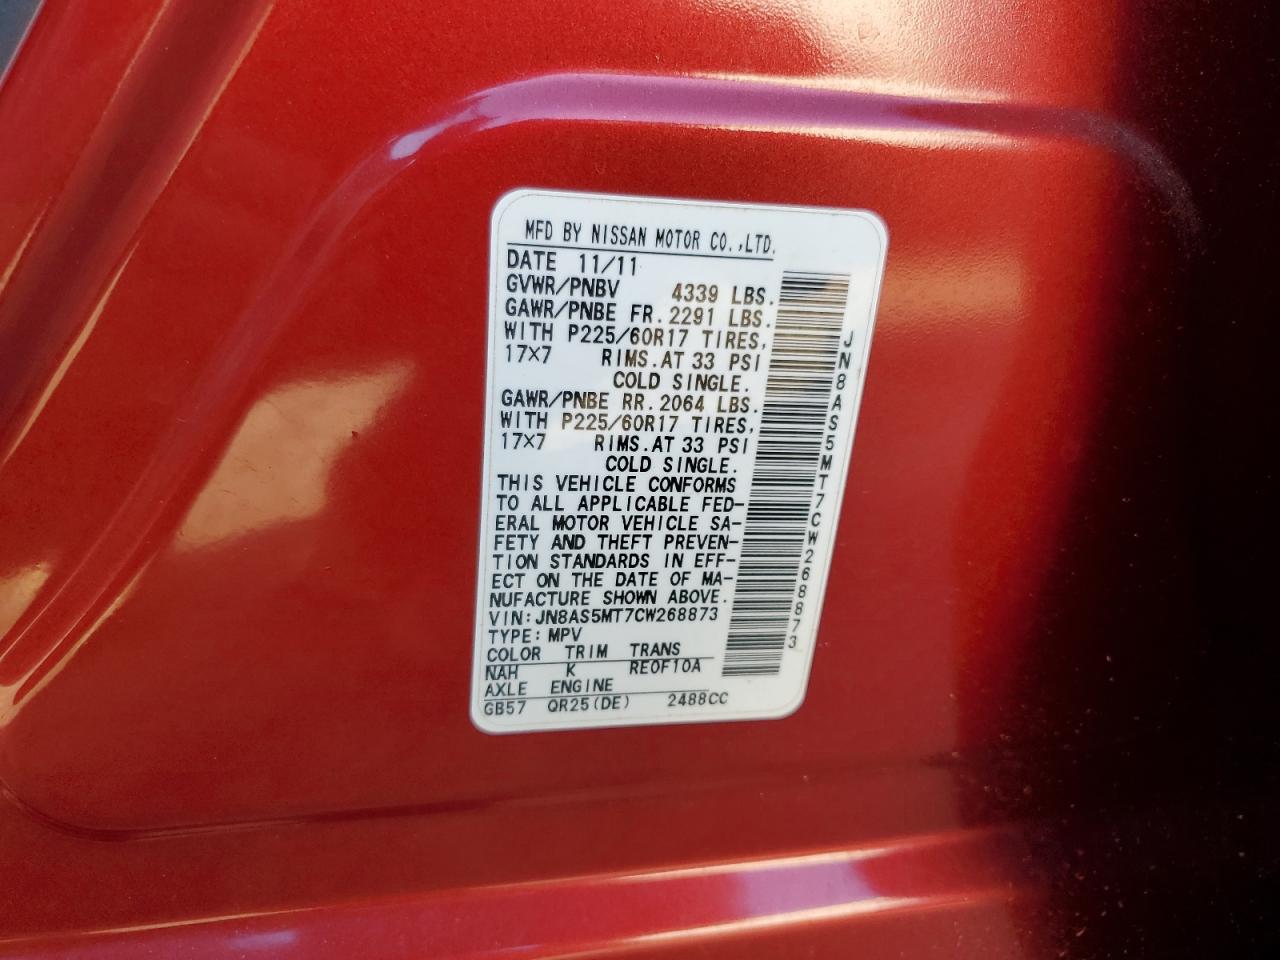 MFD BY NISSAN MOTOR CO.,LTD.
DATE 11/11
GVWR/PNBV 4339 LBS.
GAWR/PNBE FR.2291 LBS.
WITH P225/60R17 TIRES,
17×7 RIMS.AT 33 PSI
COLD SINGLE.
GAWR/PNBE RR.2064 LBS.
WITH P225/60R17 TIRES,
17×7 RIMS.AT 33 PSI
COLD SINGLE.
THIS VEHICLE CONFORMS
TO ALL APPLICABLE FED-
ERAL MOTOR VEHICLE SA-
FETY AND THEFT PREVEN-
TION STANDARDS IN EFF-
ECT ON THE DATE OF MA-
NUFACTURE SHOWN ABOVE.
VIN:JN8AS5MT7CW268873
TYPE:MPV
COLOR TRIM TRANS
NAH K RE0F10A
AXLE ENGINE
GB57 QR25(DE) 2488CC
JN8AS5MT7CW268873